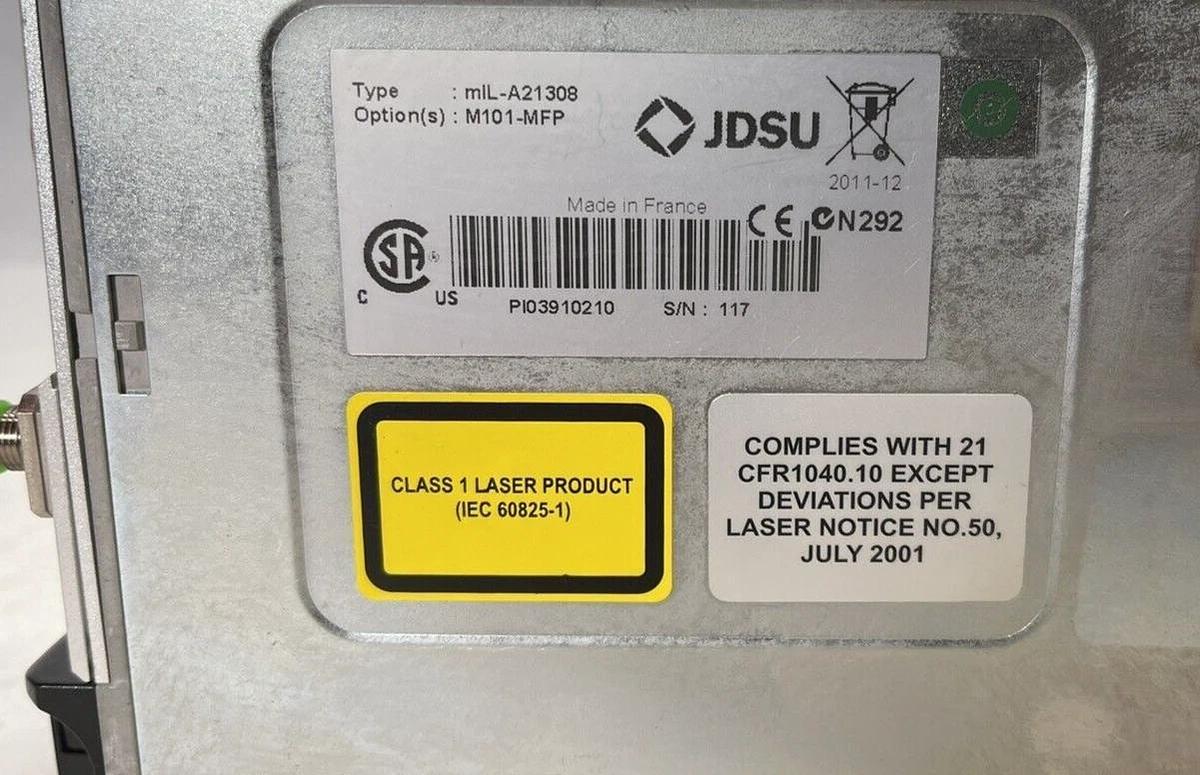 Type : mIL-A21308
Option(s) : M101-MFP
JDSU
2011-12
Made in France
CE N292
SA
C US
PI03910210 S/N : 117
CLASS 1 LASER PRODUCT
(IEC 60825-1)
COMPLIES WITH 21
CFR1040.10 EXCEPT
DEVIATIONS PER
LASER NOTICE NO.50,
JULY 2001